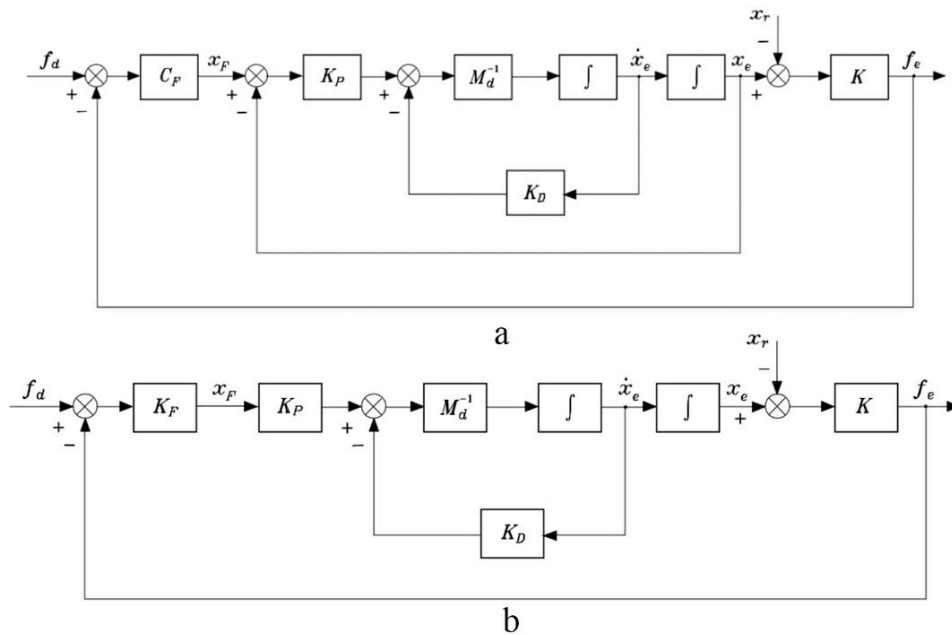 x_r
f_d + − C_F x_F + − K_P + − M_d^{-1} ∫ ẋ_e ∫ x_e + − K f_e
K_D
a
x_r
f_d + − K_F x_F K_P + − M_d^{-1} ∫ ẋ_e ∫ x_e + − K f_e
K_D
b